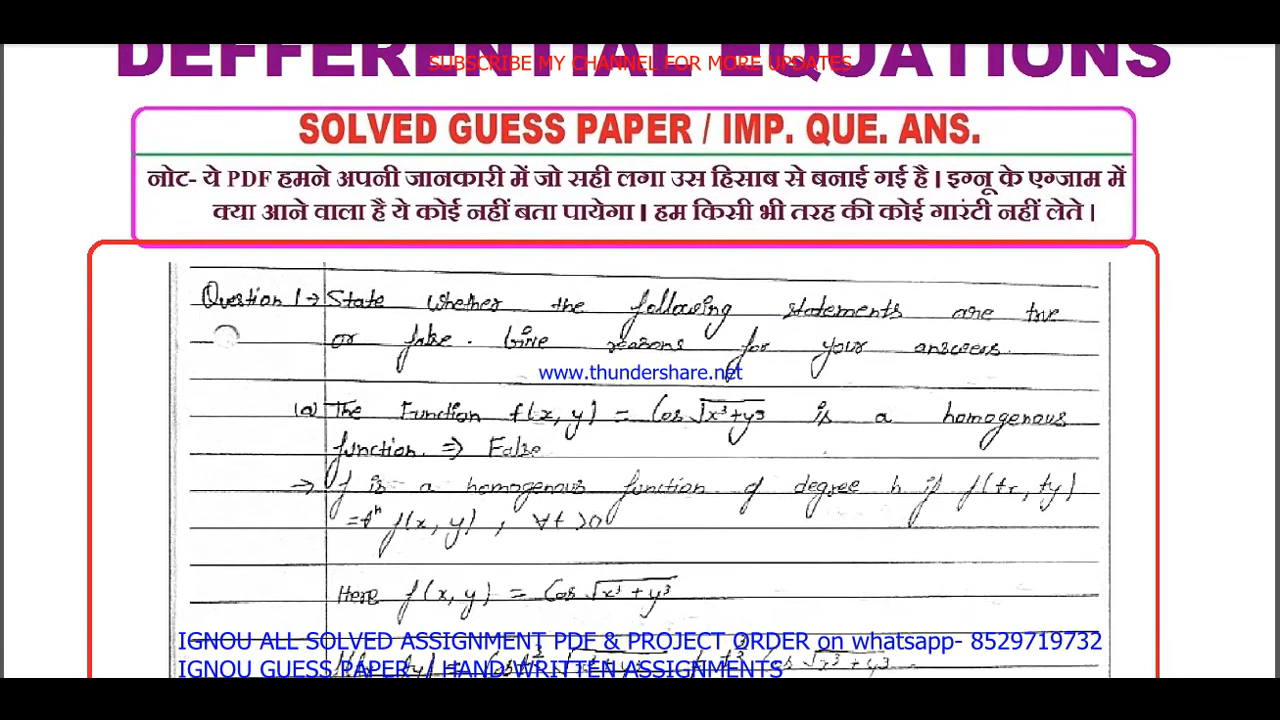 DEFFERENTIAL EQUATIONS
SUBSCRIBE MY CHANNEL FOR MORE UPDATES
SOLVED GUESS PAPER / IMP. QUE. ANS.
नोट- ये PDF हमने अपनी जानकारी में जो सही लगा उस हिसाब से बनाई गई है। इग्नू के एग्जाम में
क्या आने वाला है ये कोई नहीं बता पायेगा। हम किसी भी तरह की कोई गारंटी नहीं लेते।
Question 1 → State whether the following statements are true
or false. Give reasons for your answers.
www.thundershare.net
(a) The Function f(x, y) = Cos √x³+y³ is a homogenous
function. ⇒ False
⇒ f is a homogenous function of degree h if f(tx, ty)
= tʰ f(x, y), ∀t >0
Here f(x, y) = Cos √x³ + y³
IGNOU ALL SOLVED ASSIGNMENT PDF & PROJECT ORDER on whatsapp- 8529719732
IGNOU GUESS PAPER, HAND WRITTEN ASSIGNMENTS